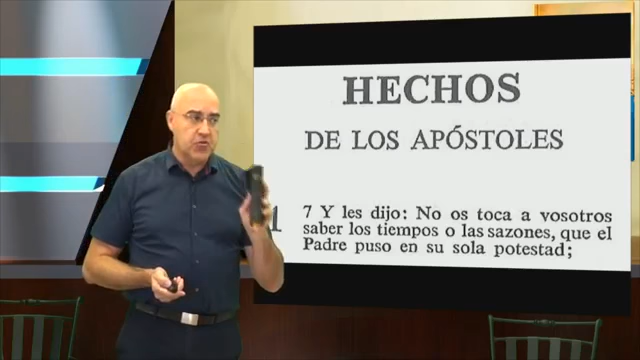 HECHOS
DE LOS APÓSTOLES
1 7 Y les dijo: No os toca a vosotros
saber los tiempos o las sazones, que el
Padre puso en su sola potestad;